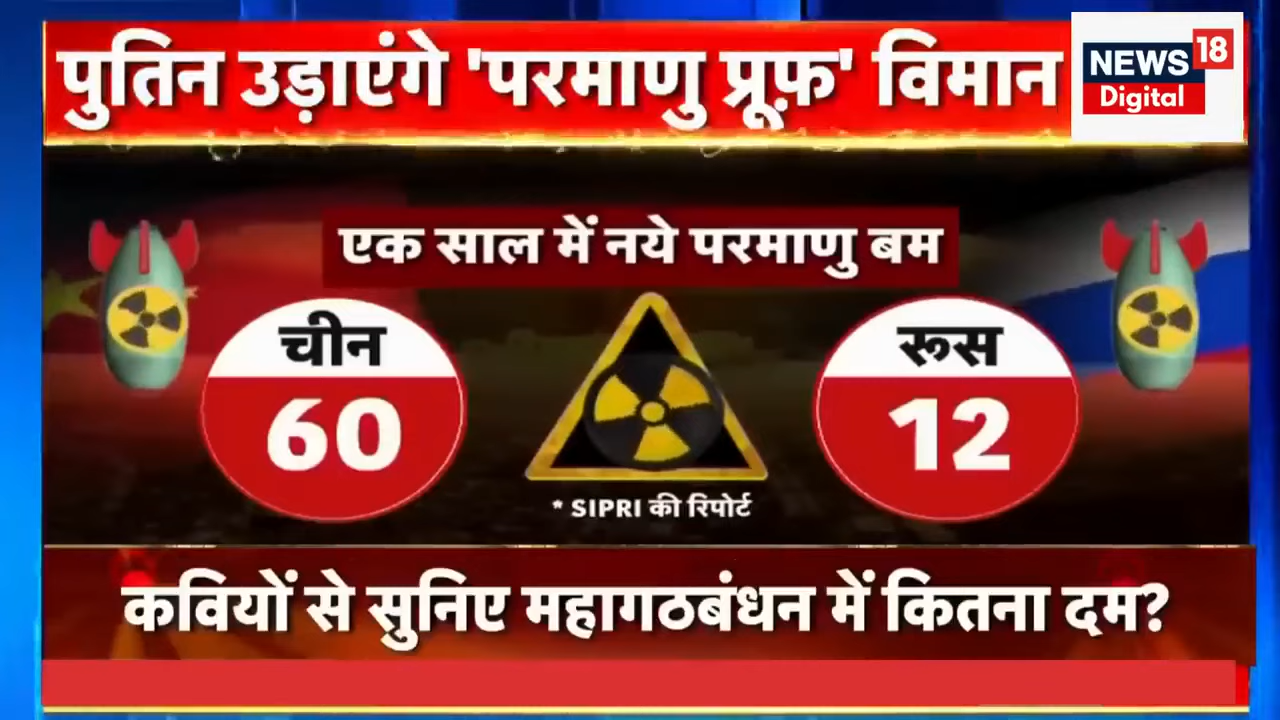 पुतिन उड़ाएंगे 'परमाणु प्रूफ़' विमान
NEWS 18
Digital
एक साल में नये परमाणु बम
चीन
60
रूस
12
* SIPRI की रिपोर्ट
कवियों से सुनिए महागठबंधन में कितना दम?